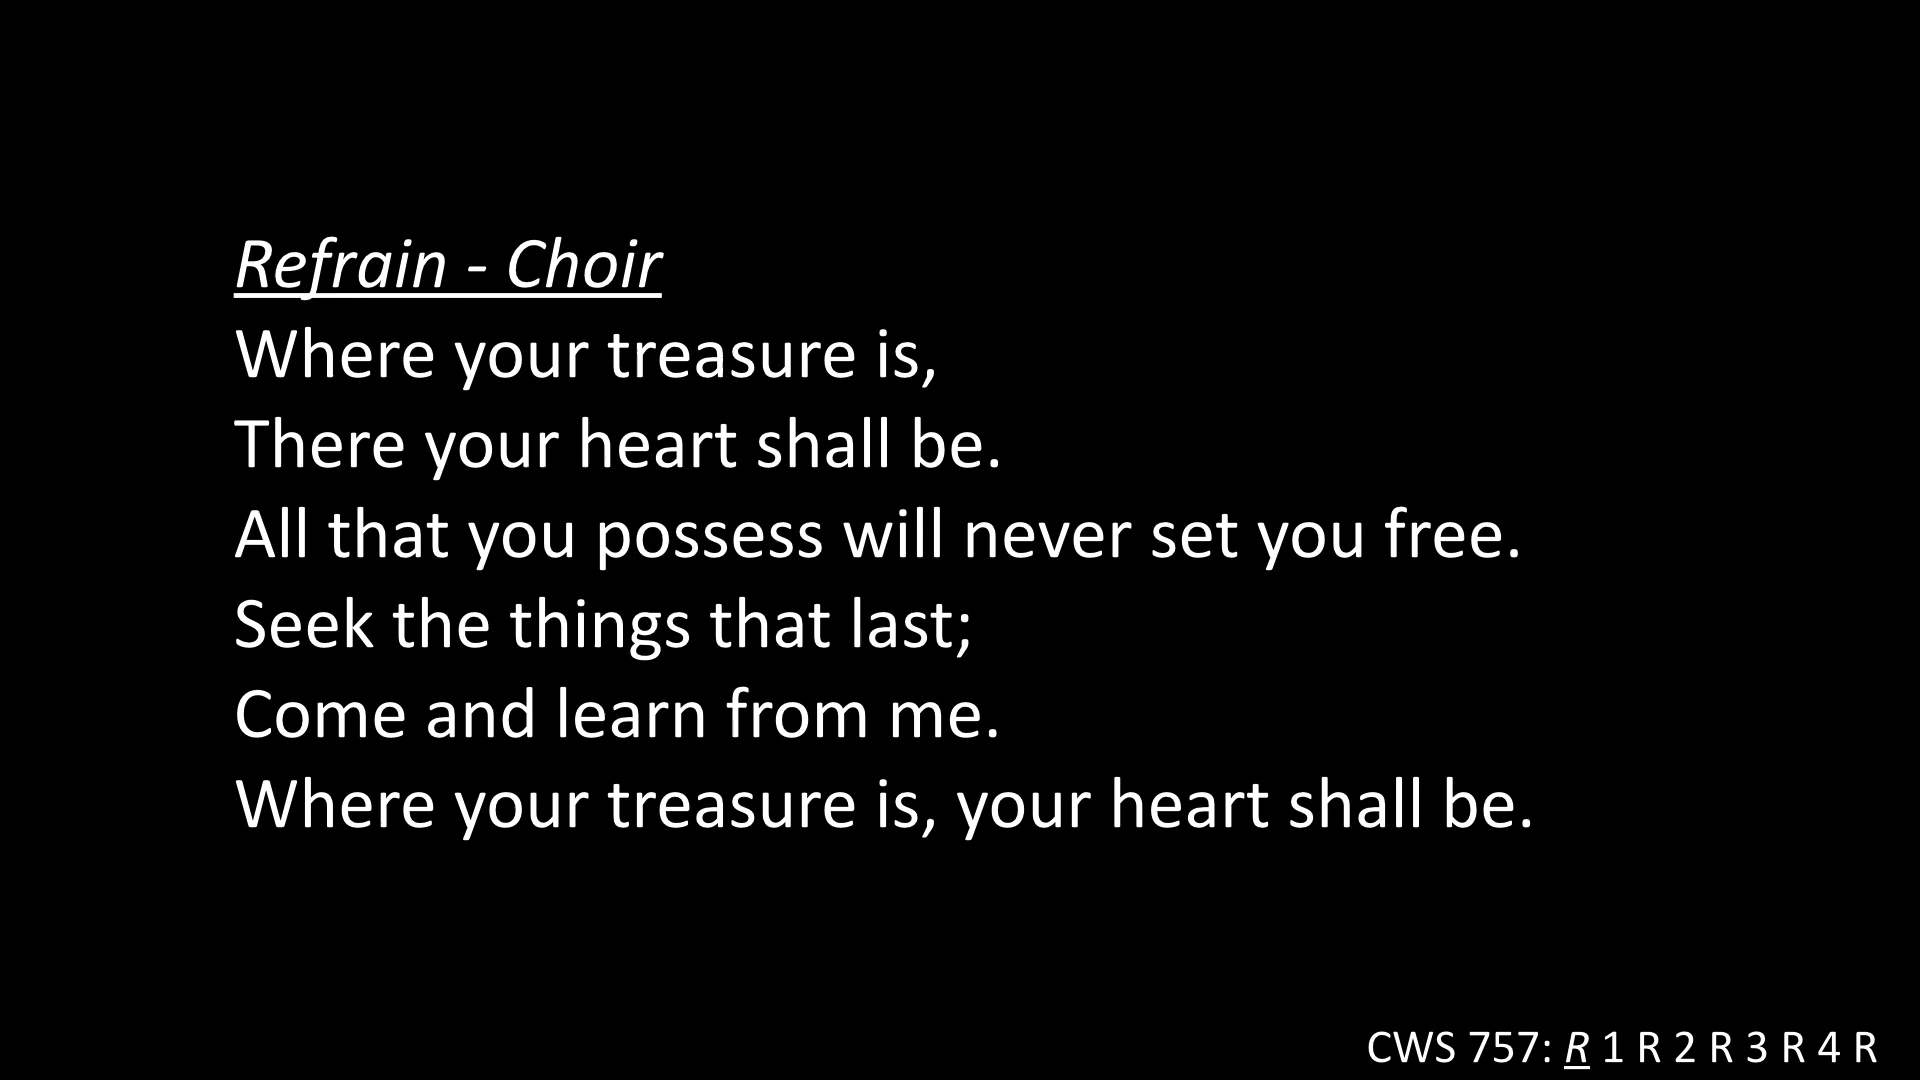 Refrain - Choir
Where your treasure is,
There your heart shall be.
All that you possess will never set you free.
Seek the things that last;
Come and learn from me.
Where your treasure is, your heart shall be.
CWS 757: R 1 R 2 R 3 R 4 R